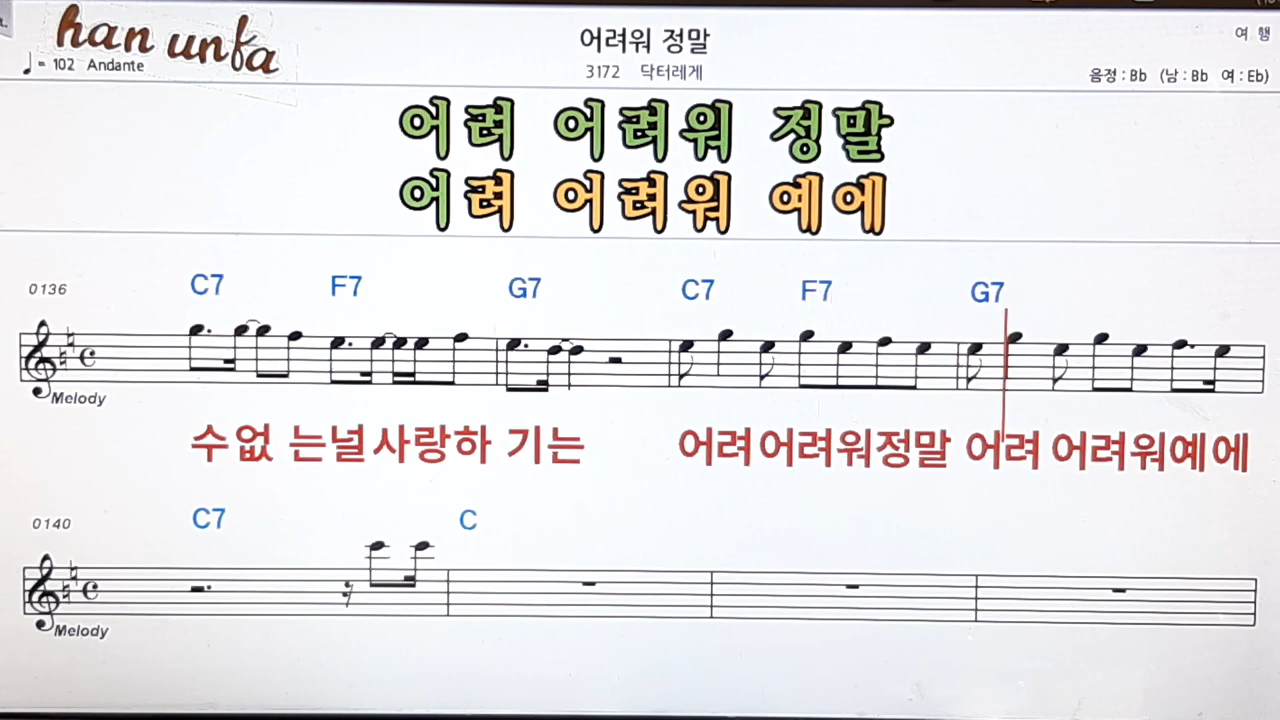 han unfa
♩ = 102 Andante
어려워 정말
3172 닥터레게
여 행
음정 : Bb (남 : Bb 여 : Eb)
어려 어려워 정말
어려 어려워 예에
0136
C7 F7 G7 C7 F7 G7
Melody
수없 는널사랑하 기는 어려어려워정말 어려 어려워예에
0140
C7 C
Melody